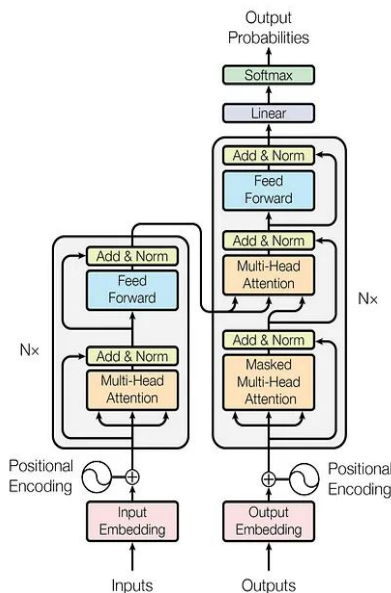 Output
Probabilities
Softmax
Linear
Add & Norm
Feed
Forward
Add & Norm
Multi-Head
Attention
Add & Norm
Masked
Multi-Head
Attention
Nx
Positional
Encoding
Output
Embedding
Outputs
Add & Norm
Feed
Forward
Add & Norm
Multi-Head
Attention
Nx
Positional
Encoding
Input
Embedding
Inputs